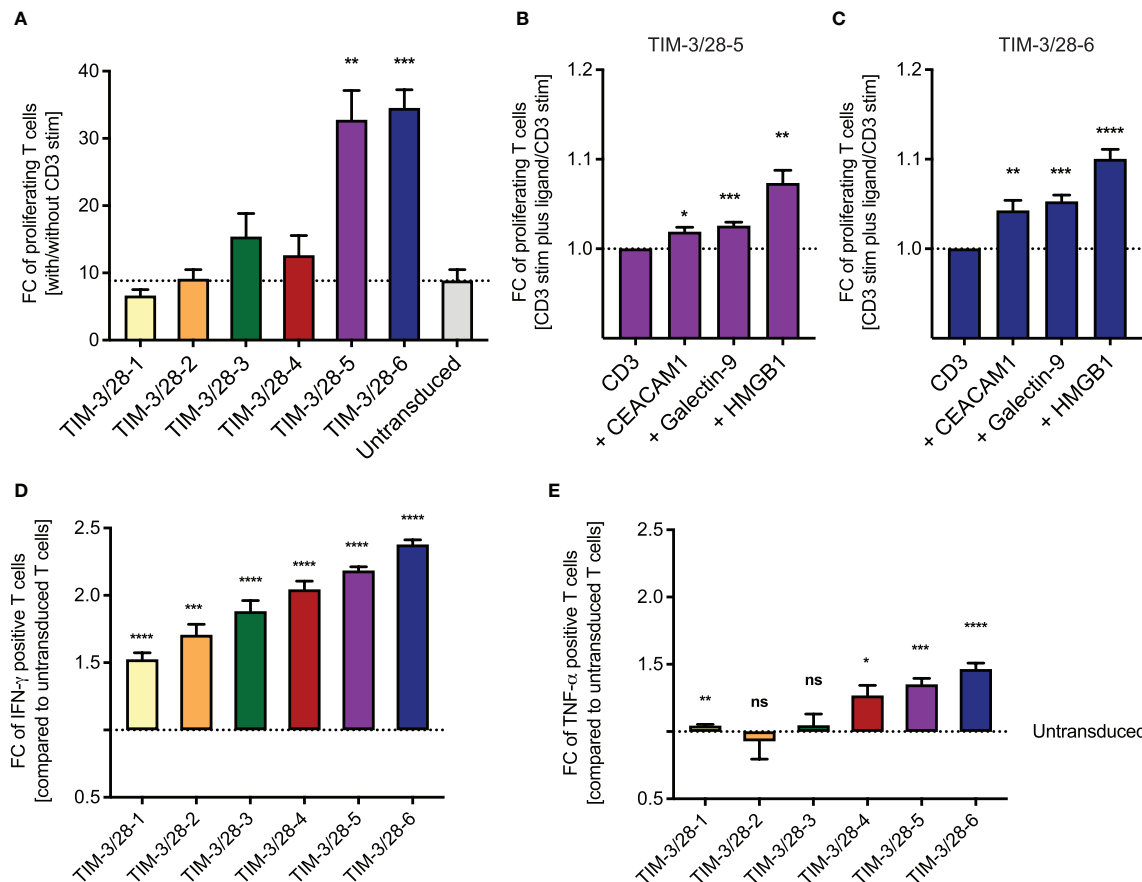 A
FC of proliferating T cells
[with/without CD3 stim]
40
30
20
10
0
**
***
TIM-3/28-1
TIM-3/28-2
TIM-3/28-3
TIM-3/28-4
TIM-3/28-5
TIM-3/28-6
Untransduced
B
TIM-3/28-5
FC of proliferating T cells
[CD3 stim plus ligand/CD3 stim]
1.2
1.1
1.0
*
***
**
CD3
+ CEACAM1
+ Galectin-9
+ HMGB1
C
TIM-3/28-6
FC of proliferating T cells
[CD3 stim plus ligand/CD3 stim]
1.2
1.1
1.0
**
***
****
CD3
+ CEACAM1
+ Galectin-9
+ HMGB1
D
FC of IFN-γ positive T cells
[compared to untransduced T cells]
2.5
2.0
1.5
0.5
****
***
****
****
****
****
TIM-3/28-1
TIM-3/28-2
TIM-3/28-3
TIM-3/28-4
TIM-3/28-5
TIM-3/28-6
E
FC of TNF-α positive T cells
[compared to untransduced T cells]
2.5
2.0
1.5
1
0.5
**
ns
ns
*
***
****
Untransduced
TIM-3/28-1
TIM-3/28-2
TIM-3/28-3
TIM-3/28-4
TIM-3/28-5
TIM-3/28-6